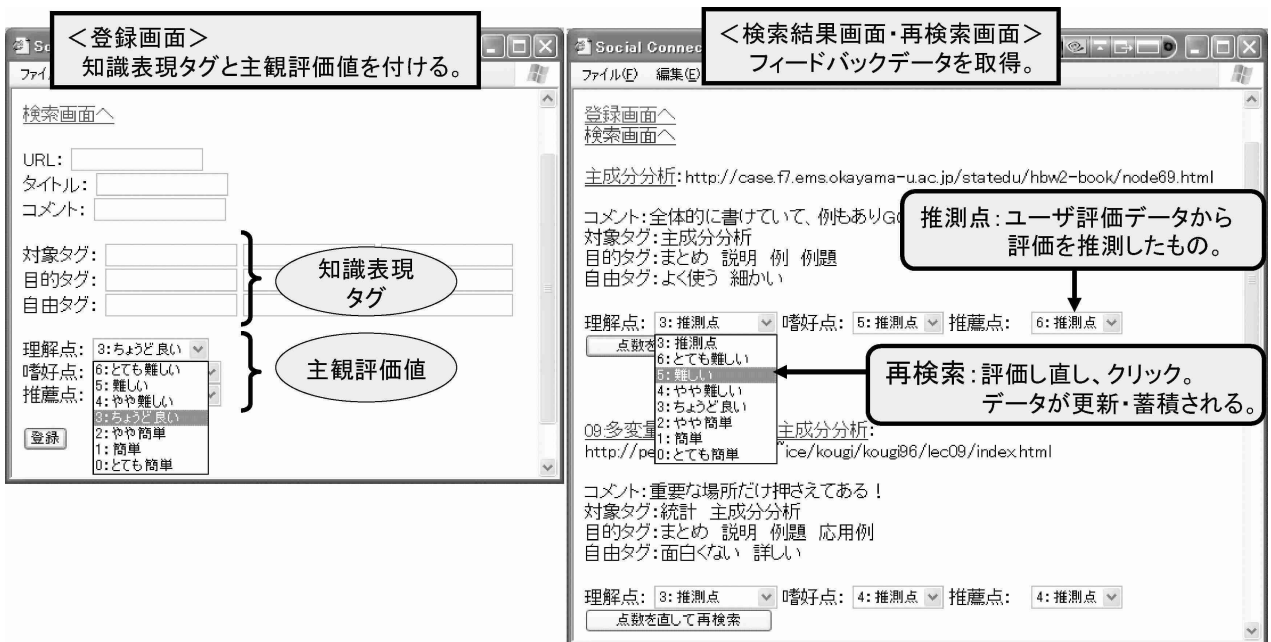 ＜登録画面＞
知識表現タグと主観評価値を付ける。
検索画面へ
URL:
タイトル:
コメント:
対象タグ:
目的タグ:
自由タグ:
知識表現
タグ
理解点: 3:ちょうど良い
嗜好点:
推薦点:
6:とても難しい
5:難しい
4:やや難しい
3:ちょうど良い
2:やや簡単
1:簡単
0:とても簡単
主観評価値
登録
＜検索結果画面・再検索画面＞
フィードバックデータを取得。
Social Connec
ファイル(F) 編集(E)
登録画面へ
検索画面へ
主成分分析:http://case.f7.ems.okayama-u.ac.jp/statedu/hbw2-book/node69.html
コメント:全体的に書けていて、例もありGO
対象タグ:主成分分析
目的タグ:まとめ 説明 例 例題
自由タグ:よく使う 細かい
推測点:ユーザ評価データから
評価を推測したもの。
理解点: 3:推測点 嗜好点: 5:推測点 推薦点: 6:推測点
点数を
3:推測点
6:とても難しい
5:難しい
4:やや難しい
3:ちょうど良い
2:やや簡単
1:簡単
0:とても簡単
再検索:評価し直し、クリック。
データが更新・蓄積される。
09:多変量 主成分分析:
http://pe ~ice/kougi/kougi96/lec09/index.html
コメント:重要な場所だけ押さえてある！
対象タグ:統計 主成分分析
目的タグ:まとめ 説明 例題 応用例
自由タグ:面白くない 詳しい
理解点: 3:推測点 嗜好点: 4:推測点 推薦点: 4:推測点
点数を直して再検索